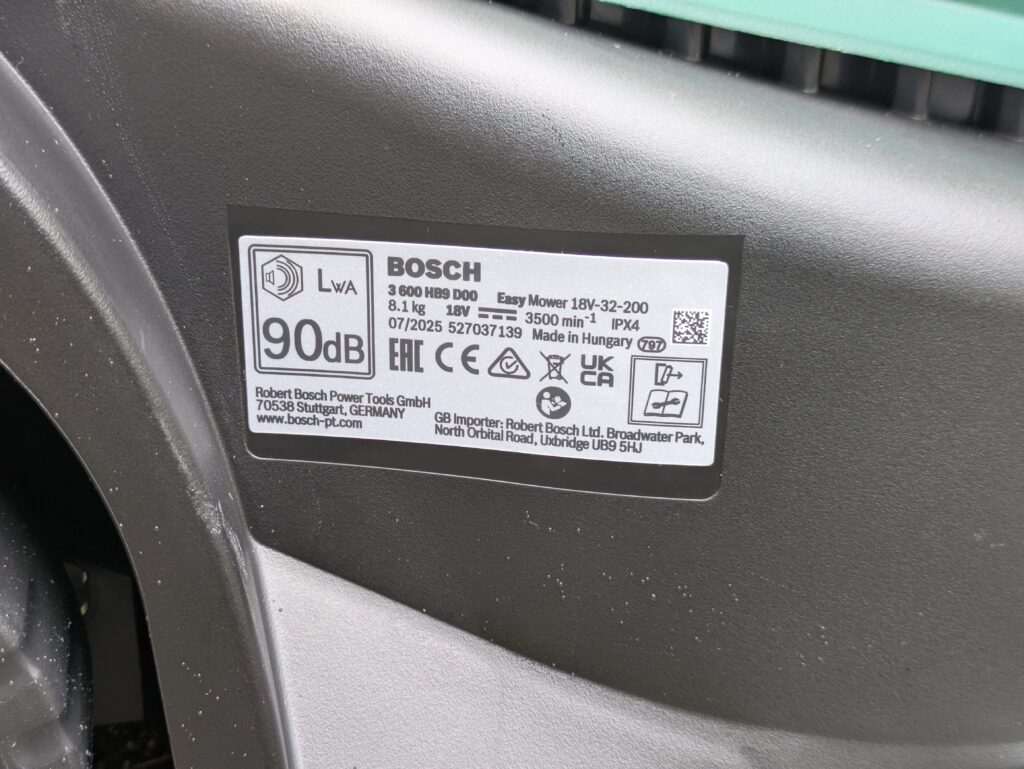 LWA
90dB
BOSCH
3 600 HB9 D00 Easy Mower 18V-32-200
8.1 kg 18V 3500 min-1 IPX4
07/2025 527037139 Made in Hungary 797
EAC CE UK CA
Robert Bosch Power Tools GmbH
70538 Stuttgart, GERMANY
www.bosch-pt.com
GB Importer: Robert Bosch Ltd. Broadwater Park,
North Orbital Road, Uxbridge UB9 5HJ